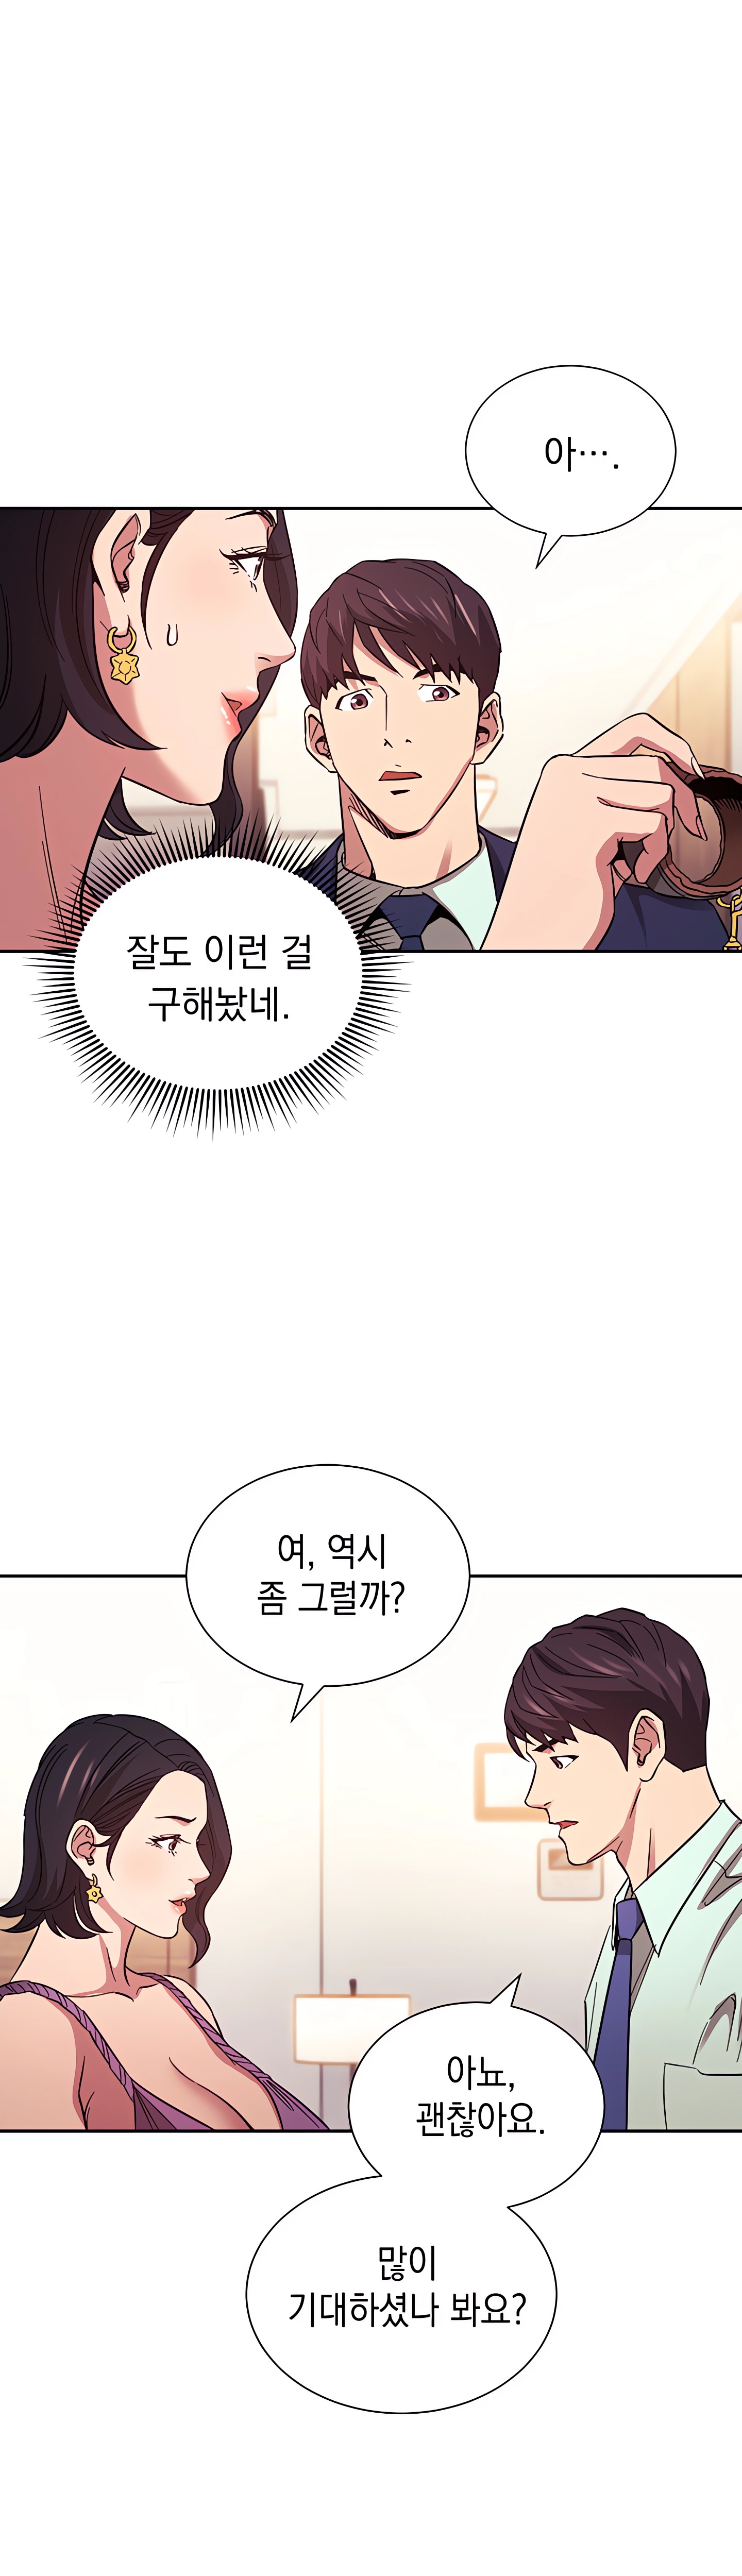 아….
잘도 이런 걸
구해놨네.
여, 역시
좀 그럴까?
아뇨,
괜찮아요.
많이
기대하셨나 봐요?